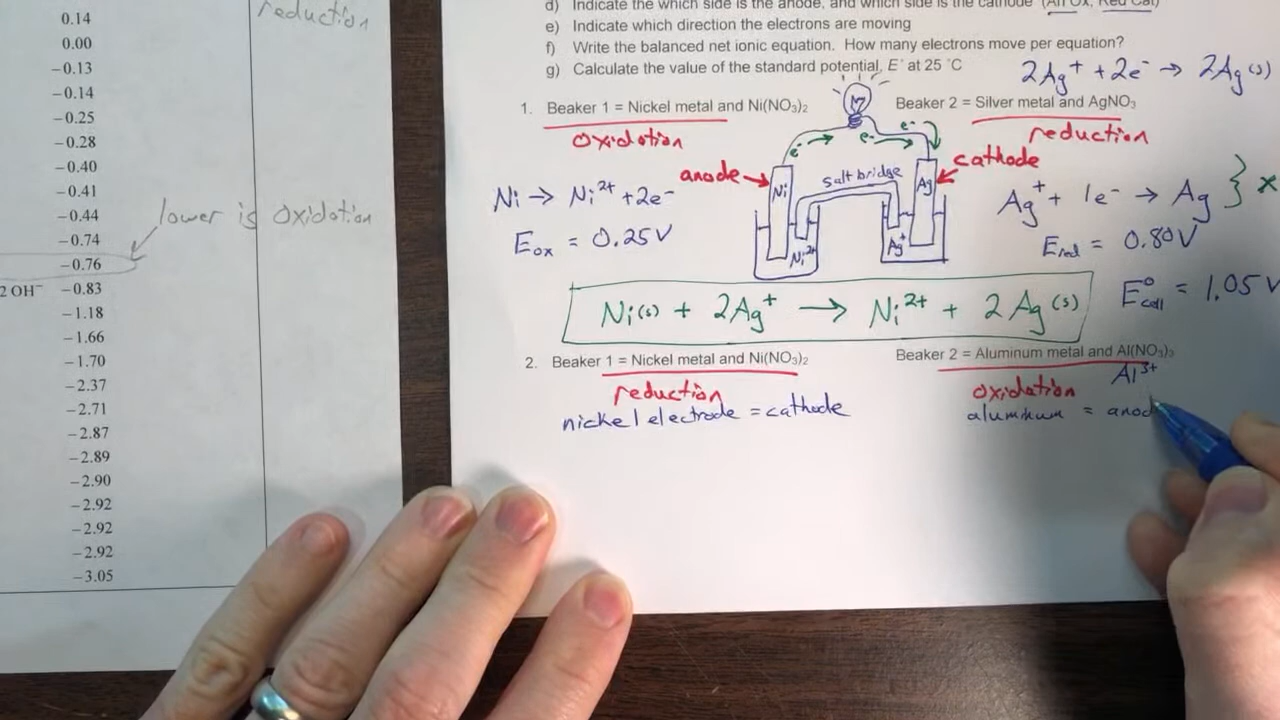 0.14
0.00
−0.13
−0.14
−0.25
−0.28
−0.40
−0.41
−0.44
−0.74
−0.76
2 OH⁻ −0.83
−1.18
−1.66
−1.70
−2.37
−2.71
−2.87
−2.89
−2.90
−2.92
−2.92
−2.92
−3.05
reduction
lower is oxidation
d) Indicate the which side is the anode, and which side is the cathode (An Ox, Red Cat)
e) Indicate which direction the electrons are moving
f) Write the balanced net ionic equation. How many electrons move per equation?
g) Calculate the value of the standard potential, E° at 25 °C
2Ag⁺ + 2e⁻ → 2Ag(s)
1. Beaker 1 = Nickel metal and Ni(NO₃)₂ Beaker 2 = Silver metal and AgNO₃
oxidation reduction
anode cathode
e⁻ e⁻ e⁻
Ni salt bridge Ag
Ni²⁺ Ag⁺
Ni → Ni²⁺ + 2e⁻ Ag⁺ + 1e⁻ → Ag } x
E ox = 0.25V E red = 0.80V
E° cell = 1.05V
Ni(s) + 2Ag⁺ → Ni²⁺ + 2Ag(s)
2. Beaker 1 = Nickel metal and Ni(NO₃)₂ Beaker 2 = Aluminum metal and Al(NO₃)₃
Al³⁺
reduction oxidation
nickel electrode = cathode aluminum = anod